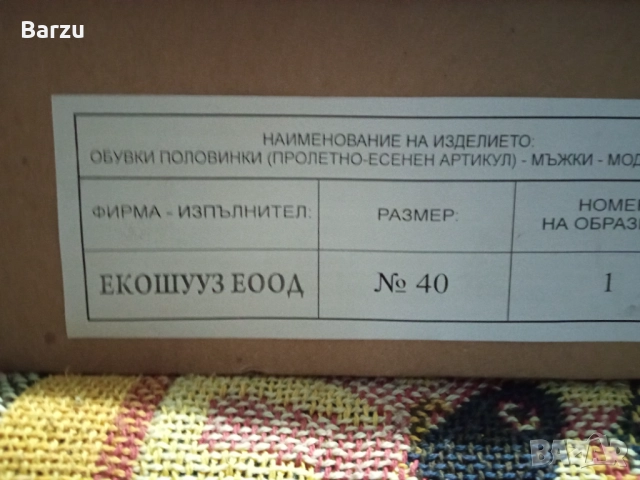 Barzu
НАИМЕНОВАНИЕ НА ИЗДЕЛИЕТО:
ОБУВКИ ПОЛОВИНКИ (ПРОЛЕТНО-ЕСЕНЕН АРТИКУЛ) - МЪЖКИ - МОД
ФИРМА - ИЗПЪЛНИТЕЛ: РАЗМЕР: НОМЕ
НА ОБРАЗ
ЕКОШУУЗ ЕООД № 40 1